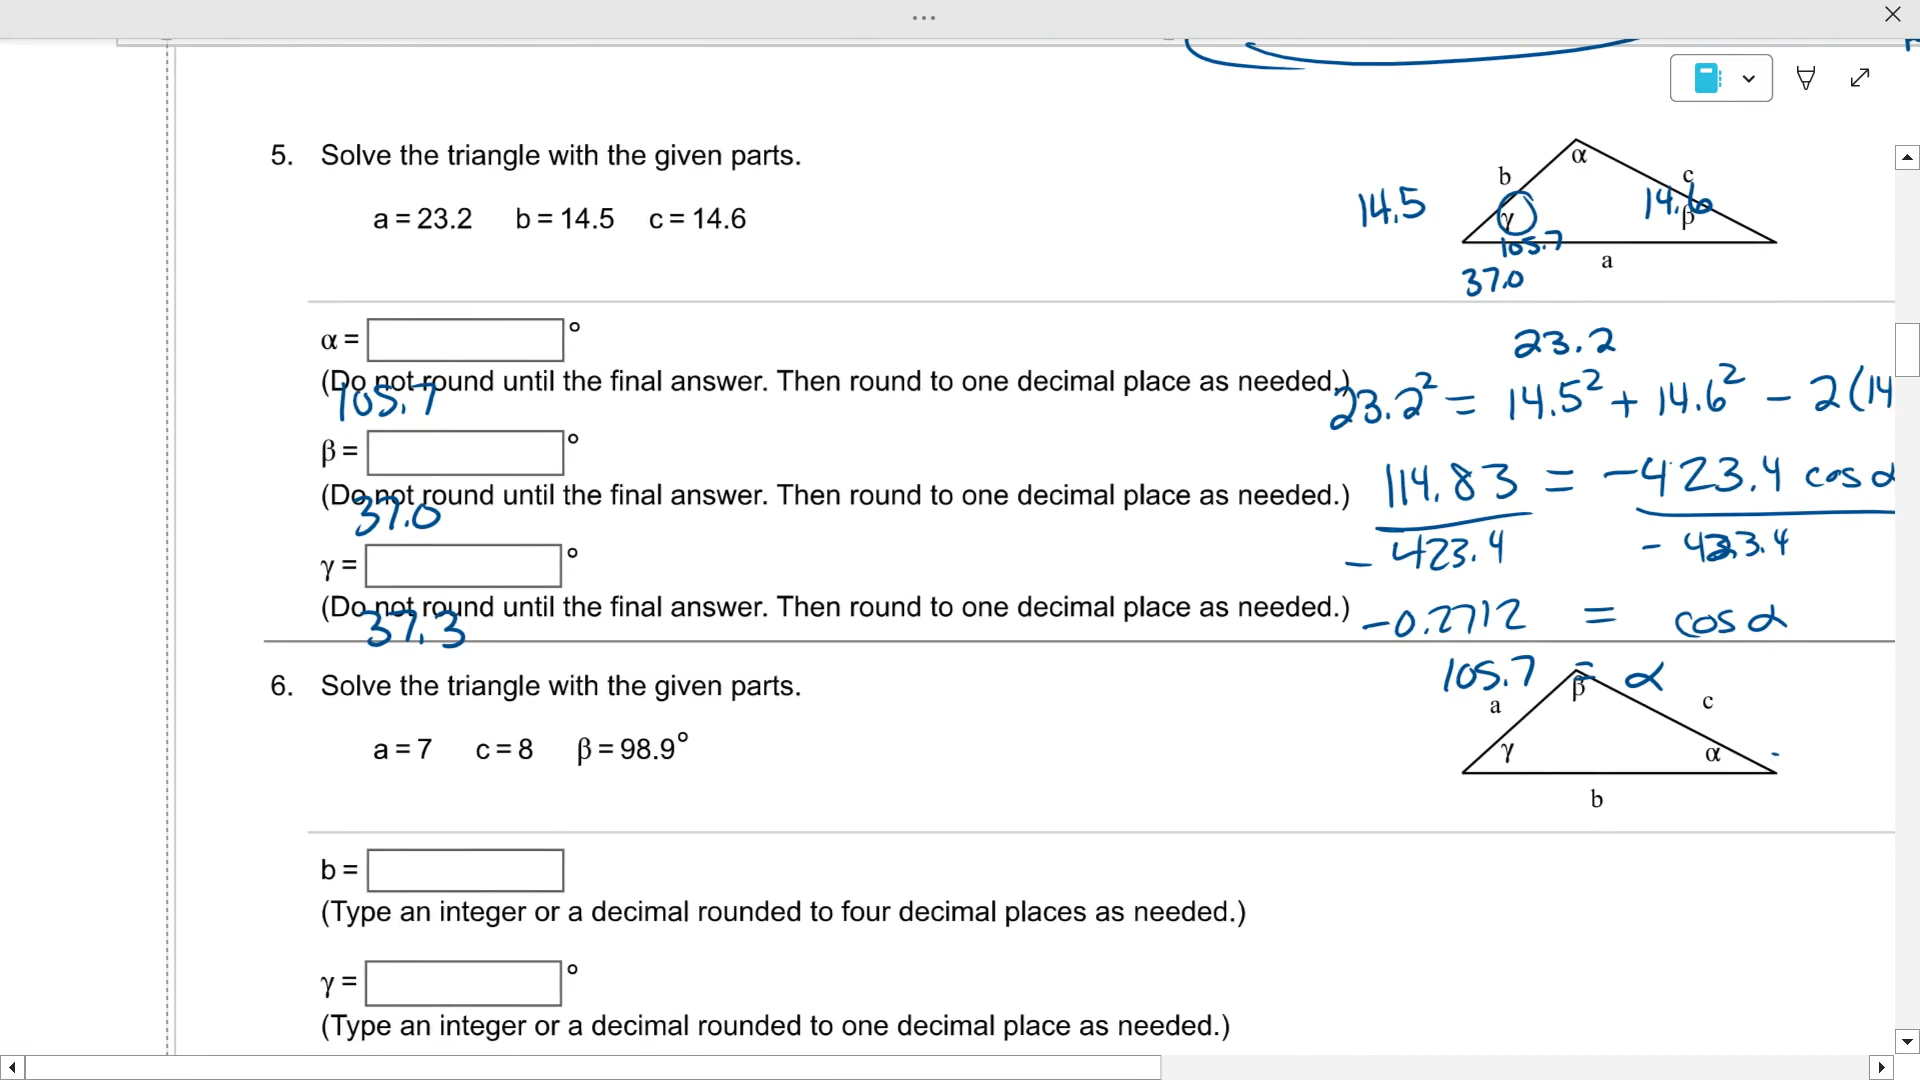 5. Solve the triangle with the given parts.
a = 23.2 b = 14.5 c = 14.6
α
b
c
14.5
14.6
γ
β
105.7
a
37.0
α = °
(Do not round until the final answer. Then round to one decimal place as needed.)
105.7
β = °
(Do not round until the final answer. Then round to one decimal place as needed.)
37.0
γ = °
(Do not round until the final answer. Then round to one decimal place as needed.)
37.3
23.2
23.2² = 14.5² + 14.6² - 2(14
114.83 = -423.4 cos α
-423.4 -423.4
-0.2712 = cos α
105.7 = α
6. Solve the triangle with the given parts.
a = 7 c = 8 β = 98.9°
β
a
c
γ
α
b
b =
(Type an integer or a decimal rounded to four decimal places as needed.)
γ = °
(Type an integer or a decimal rounded to one decimal place as needed.)